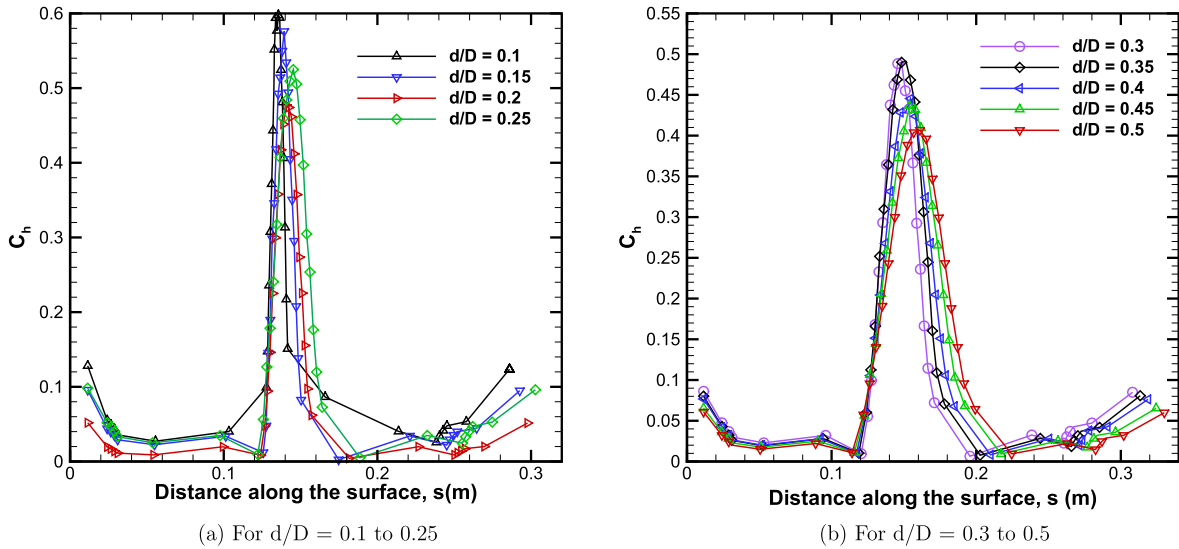 0.6
0.5
0.4
0.3
0.2
0.1
0
C_h
0
0.1
0.2
0.3
Distance along the surface, s(m)
d/D = 0.1
d/D = 0.15
d/D = 0.2
d/D = 0.25
(a) For d/D = 0.1 to 0.25
0.55
0.5
0.45
0.4
0.35
0.3
0.25
0.2
0.15
0.1
0.05
0
C_h
0
0.1
0.2
0.3
Distance along the surface, s (m)
d/D = 0.3
d/D = 0.35
d/D = 0.4
d/D = 0.45
d/D = 0.5
(b) For d/D = 0.3 to 0.5